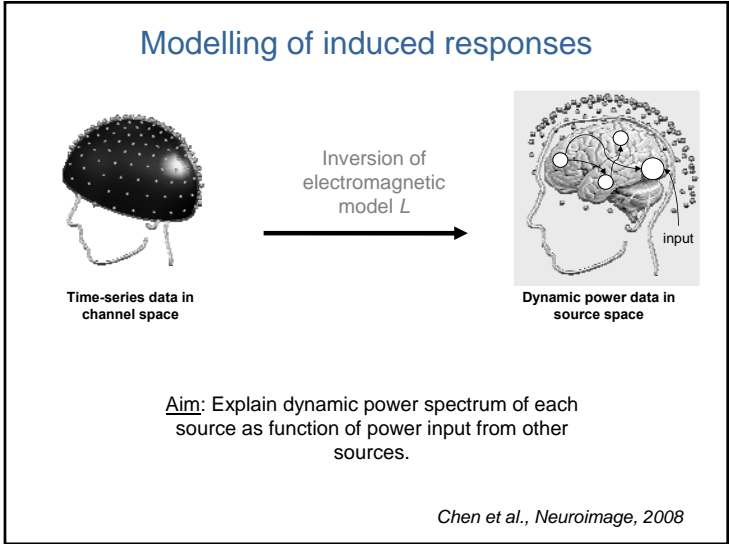 Modelling of induced responses
Inversion of
electromagnetic
model L
input
Time-series data in
channel space
Dynamic power data in
source space
Aim: Explain dynamic power spectrum of each
source as function of power input from other
sources.
Chen et al., Neuroimage, 2008